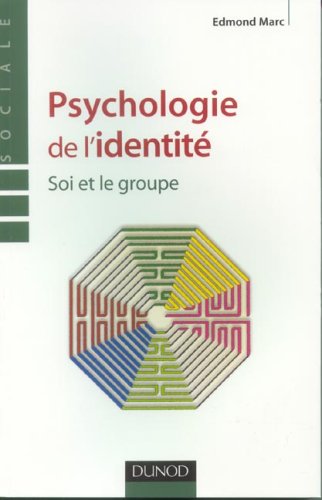 SOCIALE
Edmond Marc
Psychologie
de l'identité
Soi et le groupe
DUNOD